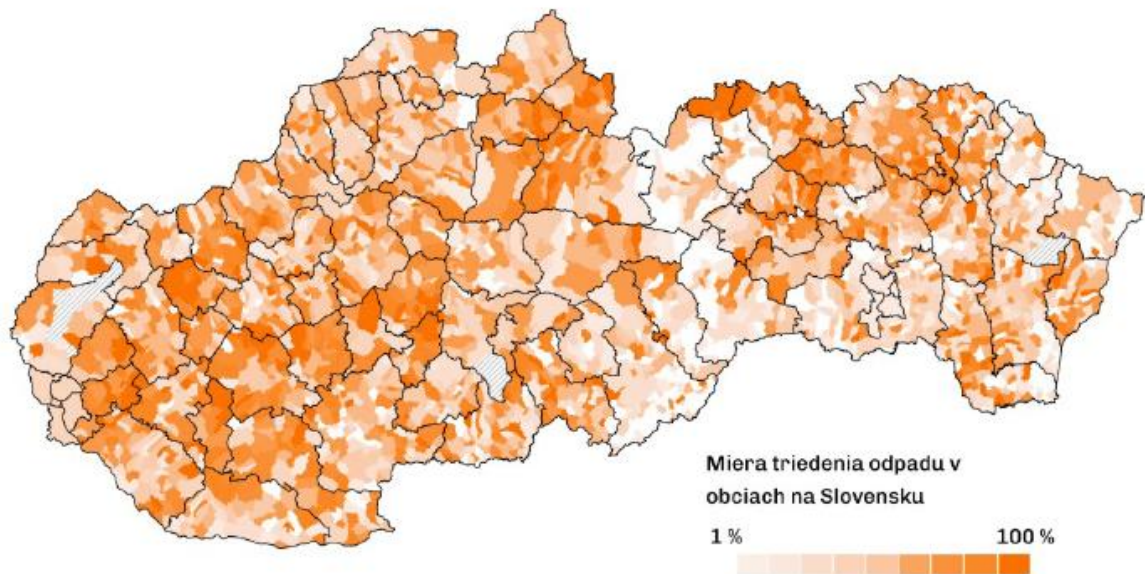 Miera triedenia odpadu v
obciach na Slovensku
1 % 100 %